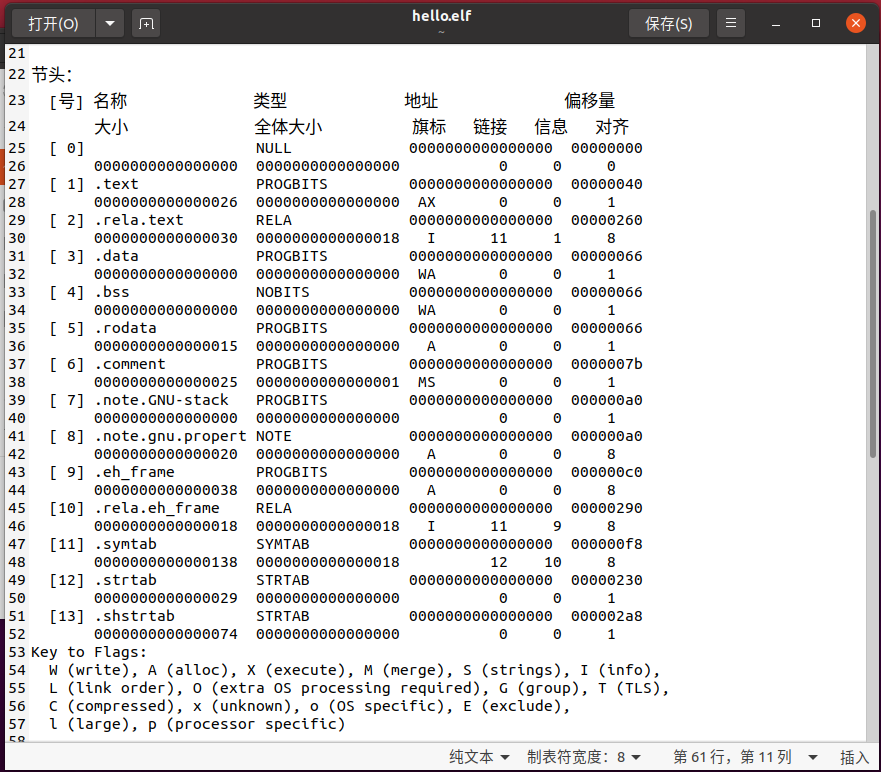 打开(O)
hello.elf
~
保存(S)
21
22 节头：
23 [号] 名称 类型 地址 偏移量
24 大小 全体大小 旗标 链接 信息 对齐
25 [ 0] NULL 0000000000000000 00000000
26 0000000000000000 0000000000000000 0 0 0
27 [ 1] .text PROGBITS 0000000000000000 00000040
28 0000000000000026 0000000000000000 AX 0 0 1
29 [ 2] .rela.text RELA 0000000000000000 00000260
30 0000000000000030 0000000000000018 I 11 1 8
31 [ 3] .data PROGBITS 0000000000000000 00000066
32 0000000000000000 0000000000000000 WA 0 0 1
33 [ 4] .bss NOBITS 0000000000000000 00000066
34 0000000000000000 0000000000000000 WA 0 0 1
35 [ 5] .rodata PROGBITS 0000000000000000 00000066
36 0000000000000015 0000000000000000 A 0 0 1
37 [ 6] .comment PROGBITS 0000000000000000 0000007b
38 0000000000000025 0000000000000001 MS 0 0 1
39 [ 7] .note.GNU-stack PROGBITS 0000000000000000 000000a0
40 0000000000000000 0000000000000000 0 0 1
41 [ 8] .note.gnu.propert NOTE 0000000000000000 000000a0
42 0000000000000020 0000000000000000 A 0 0 8
43 [ 9] .eh_frame PROGBITS 0000000000000000 000000c0
44 0000000000000038 0000000000000000 A 0 0 8
45 [10] .rela.eh_frame RELA 0000000000000000 00000290
46 0000000000000018 0000000000000018 I 11 9 8
47 [11] .symtab SYMTAB 0000000000000000 000000f8
48 0000000000000138 0000000000000018 12 10 8
49 [12] .strtab STRTAB 0000000000000000 00000230
50 0000000000000029 0000000000000000 0 0 1
51 [13] .shstrtab STRTAB 0000000000000000 000002a8
52 0000000000000074 0000000000000000 0 0 1
53 Key to Flags:
54 W (write), A (alloc), X (execute), M (merge), S (strings), I (info),
55 L (link order), O (extra OS processing required), G (group), T (TLS),
56 C (compressed), x (unknown), o (OS specific), E (exclude),
57 l (large), p (processor specific)
58
纯文本 制表符宽度：8 第 61 行，第 11 列 插入